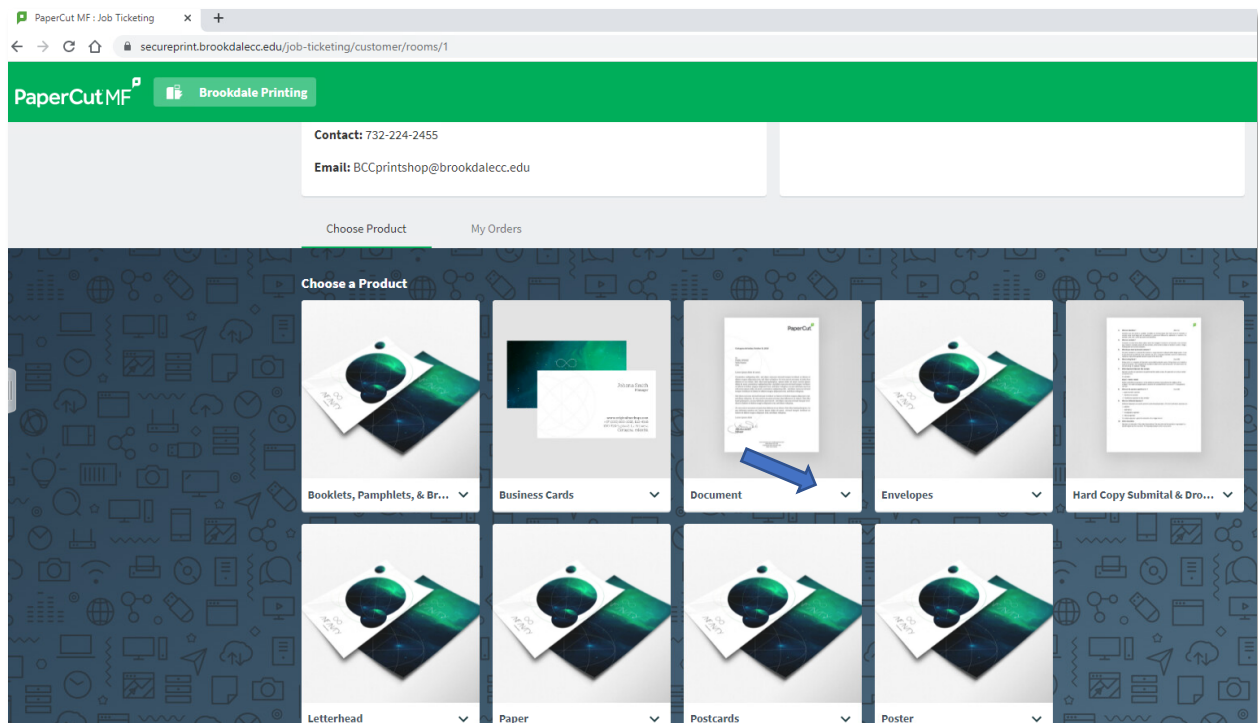 PaperCut MF : Job Ticketing
secureprint.brookdalecc.edu/job-ticketing/customer/rooms/1
PaperCutMF
Brookdale Printing
Contact: 732-224-2455
Email: BCCprintshop@brookdalecc.edu
Choose Product My Orders
Choose a Product
PaperCut
Booklets, Pamphlets, & Br... Business Cards Document Envelopes Hard Copy Submital & Dro...
Letterhead Paper Postcards Poster